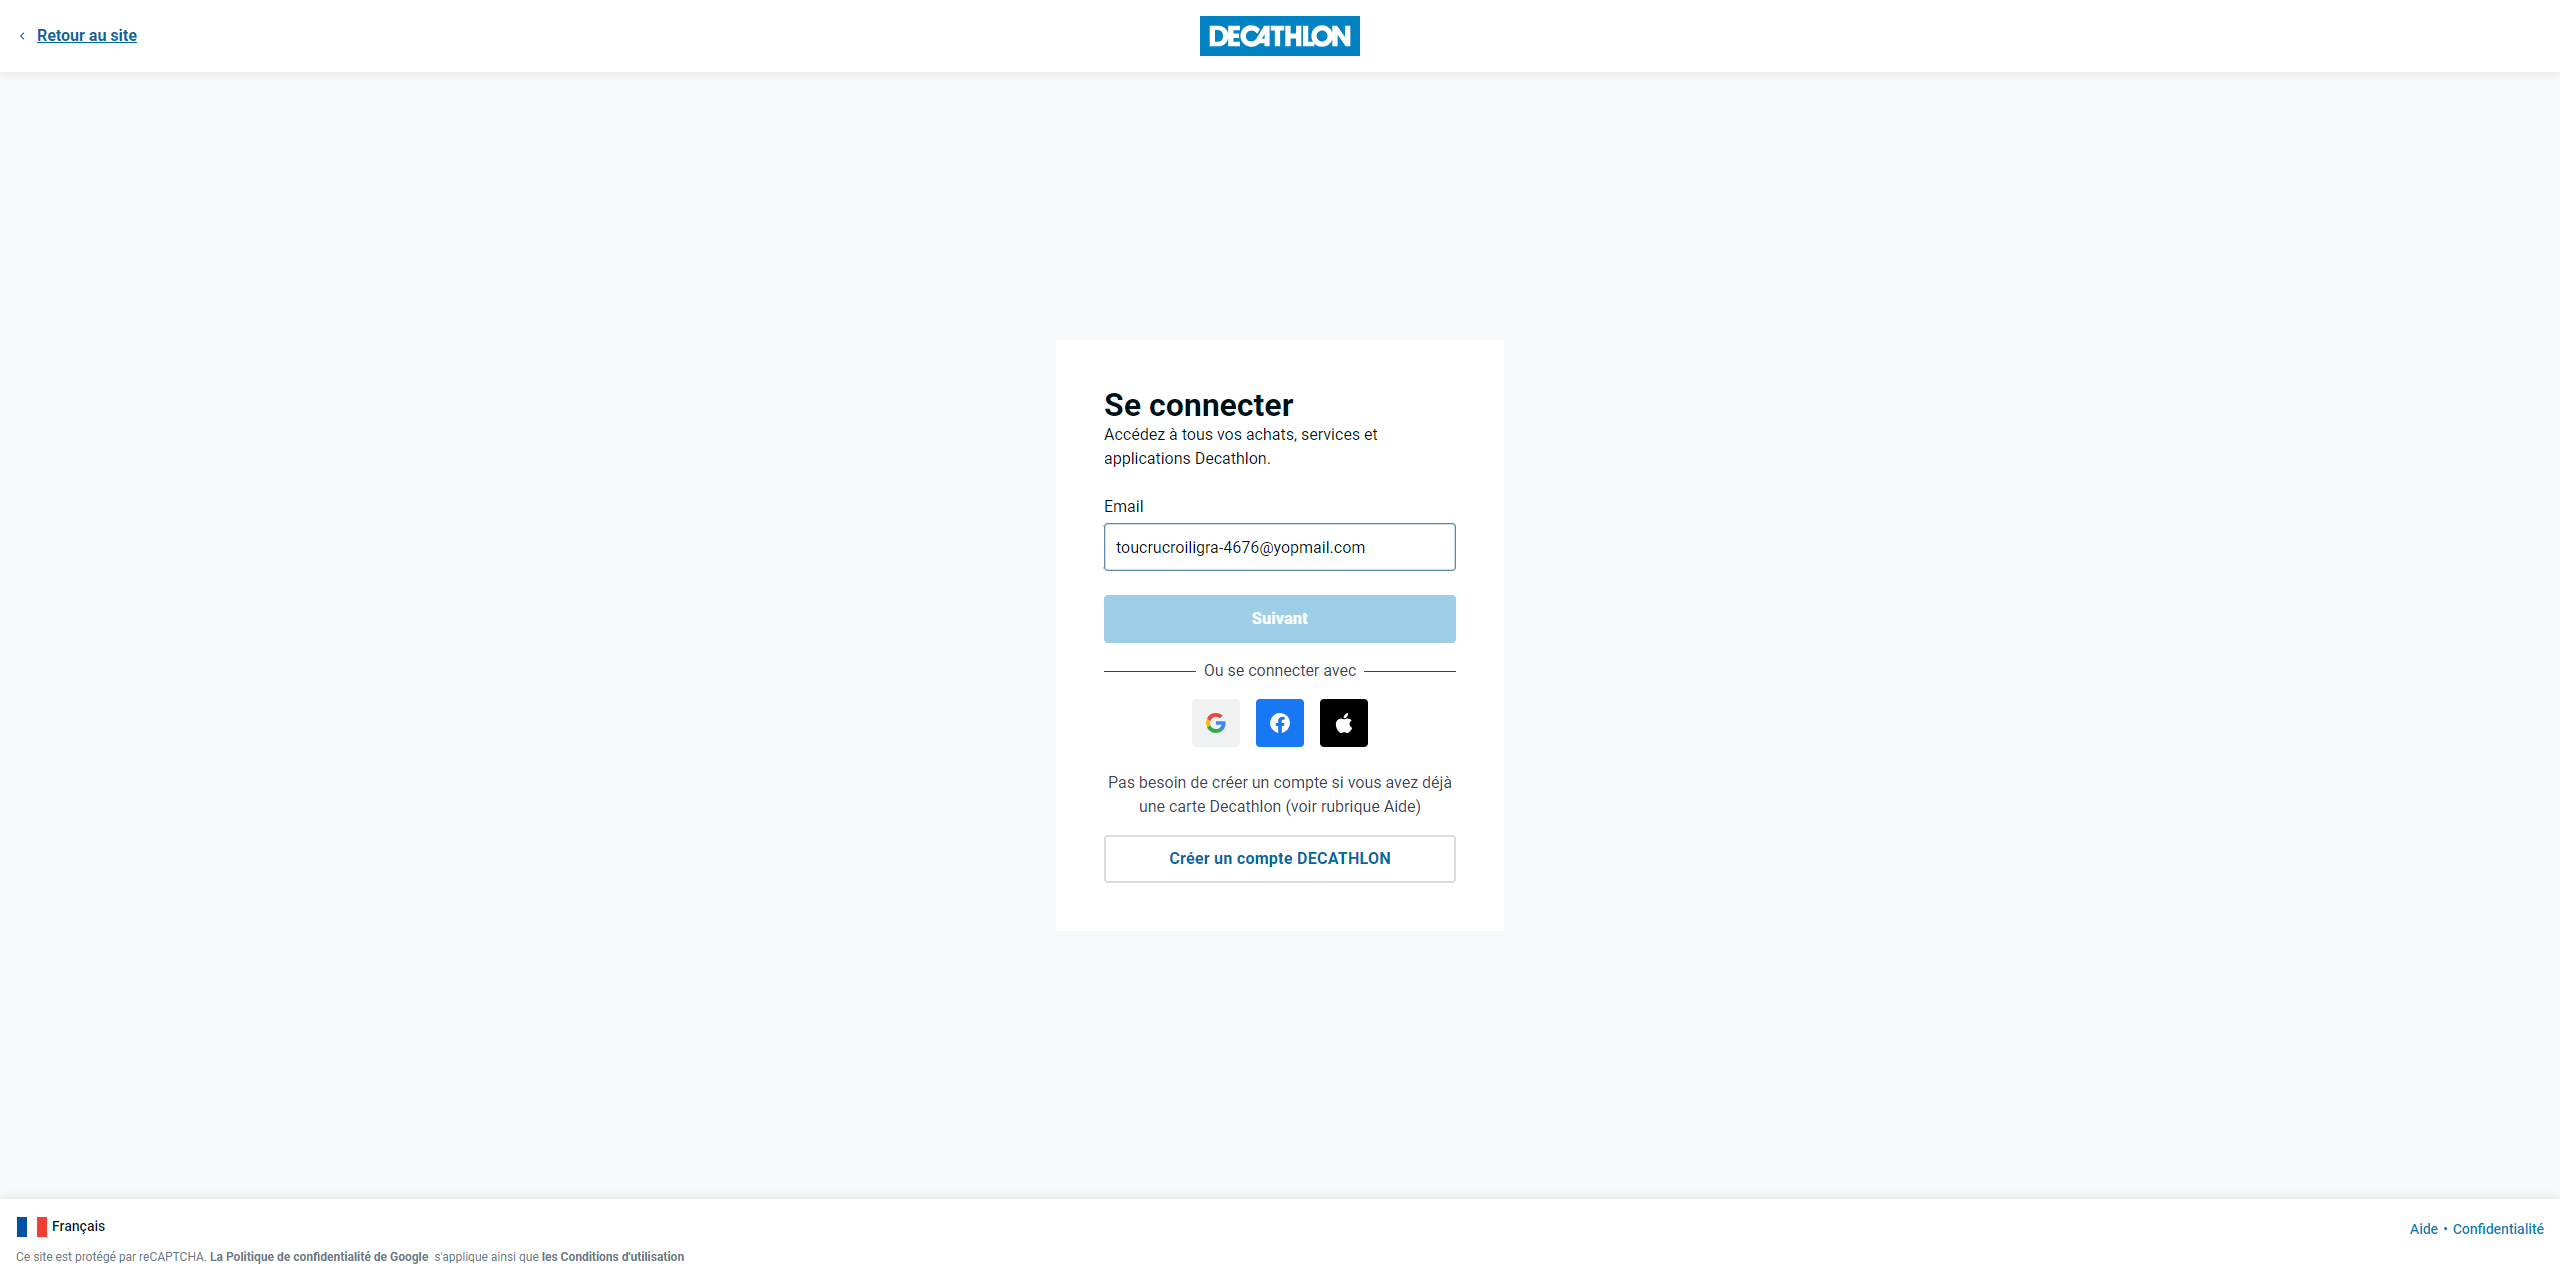 Retour au site
DECATHLON
Se connecter
Accédez à tous vos achats, services et
applications Decathlon.
Email
toucrucroiligra-4676@yopmail.com
Suivant
Ou se connecter avec
Pas besoin de créer un compte si vous avez déjà
une carte Decathlon (voir rubrique Aide)
Créer un compte DECATHLON
Français
Aide • Confidentialité
Ce site est protégé par reCAPTCHA. La Politique de confidentialité de Google s'applique ainsi que les Conditions d'utilisation